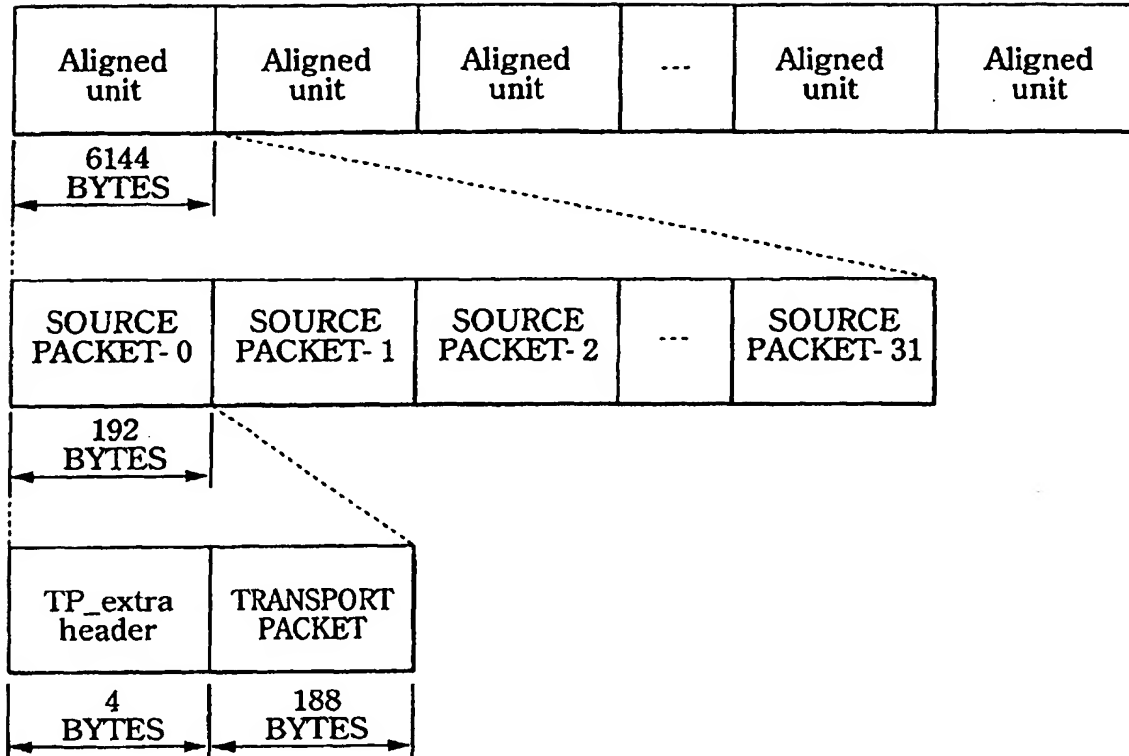 Aligned unit
Aligned unit
Aligned unit
---
Aligned unit
Aligned unit
6144 BYTES
SOURCE PACKET- 0
SOURCE PACKET- 1
SOURCE PACKET- 2
---
SOURCE PACKET- 31
192 BYTES
TP_extra header
TRANSPORT PACKET
4 BYTES
188 BYTES